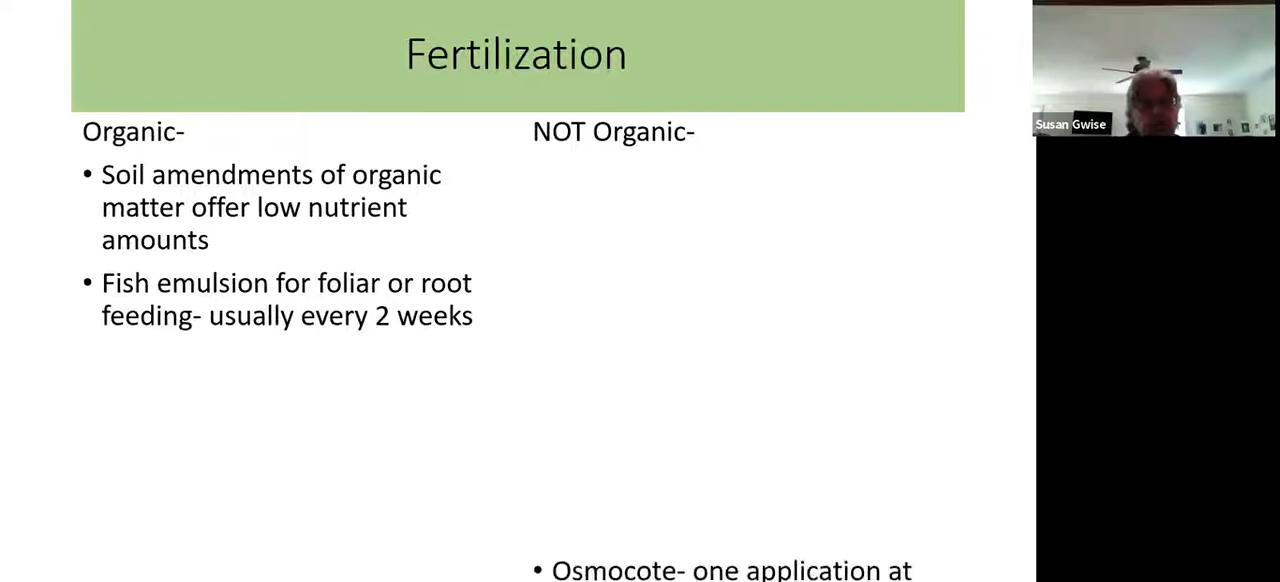 Fertilization
Organic-
• Soil amendments of organic
matter offer low nutrient
amounts
• Fish emulsion for foliar or root
feeding- usually every 2 weeks
NOT Organic-
• Osmocote- one application at
Susan Gwise